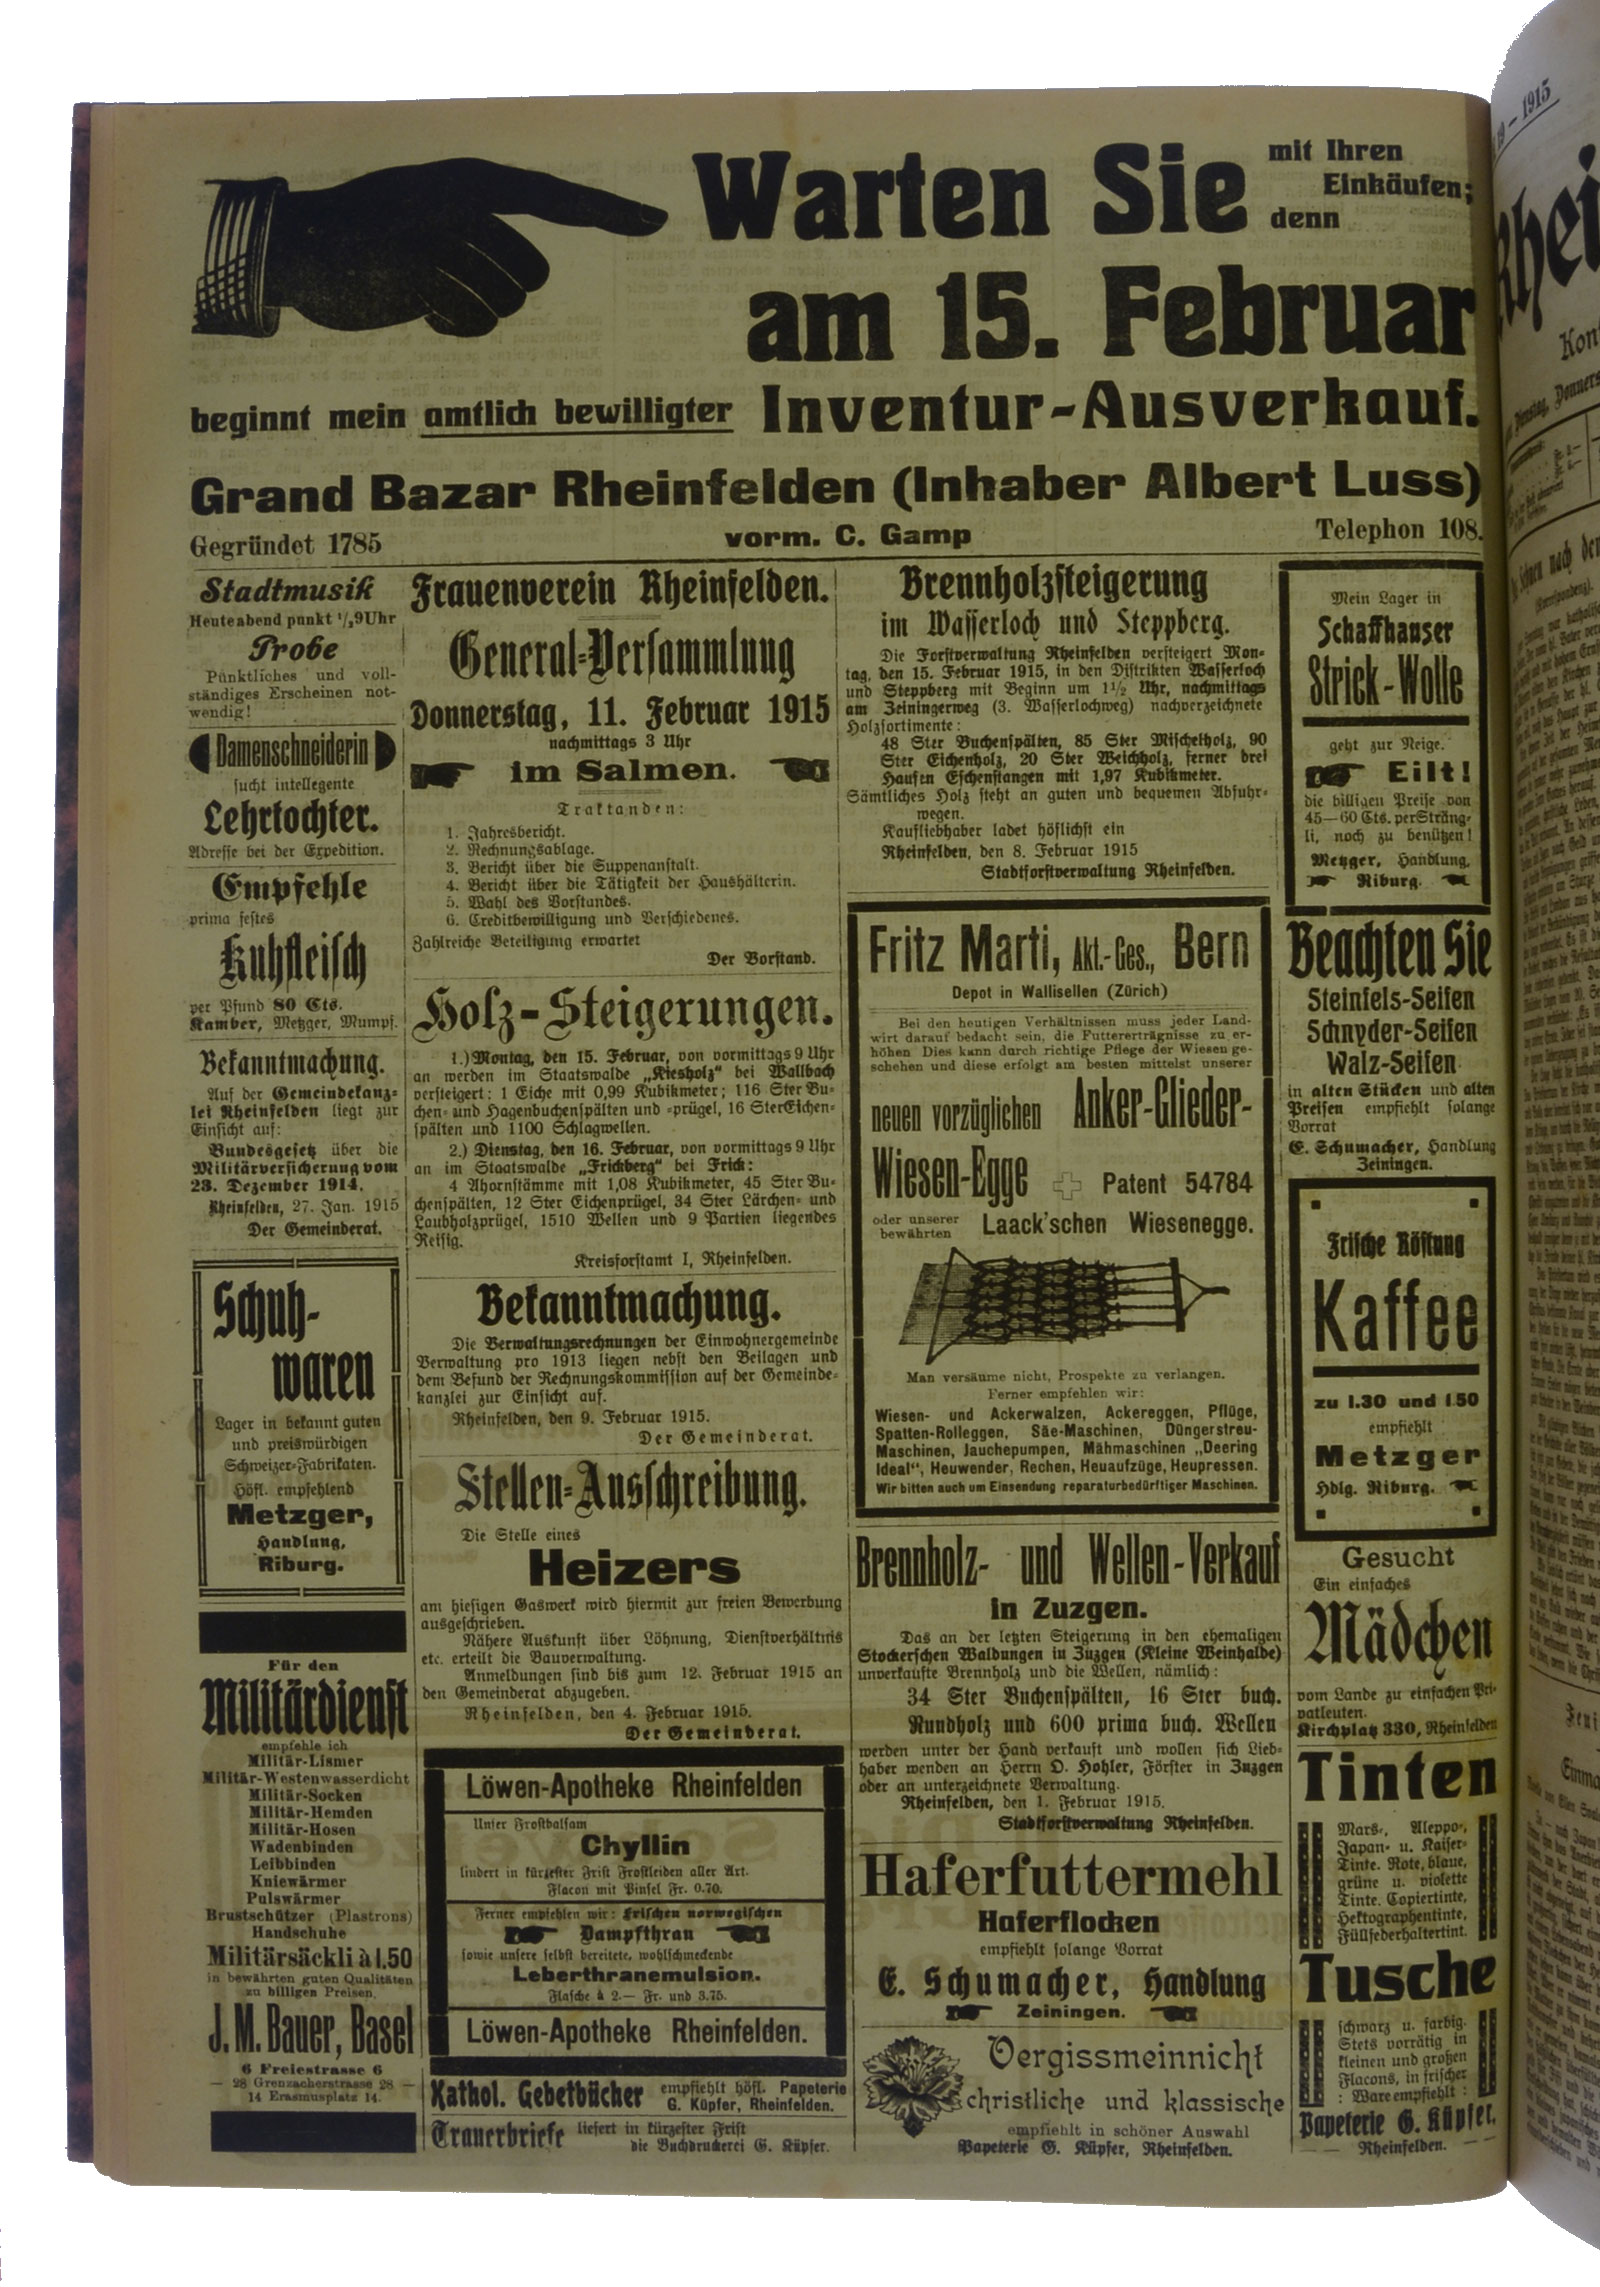 Warten Sie
mit Ihren
Einkäufen;
denn
am 15. Februar
beginnt mein amtlich bewilligter Inventur-Ausverkauf.
Grand Bazar Rheinfelden (Inhaber Albert Luss)
Gegründet 1785
vorm. C. Gamp
Telephon 108.
Stadtmusik
Heute abend punkt ½9 Uhr
Probe
Pünktliches und voll-
ständiges Erscheinen not-
wendig!
Damenschneiderin
sucht intellegente
Lehrtochter.
Adresse bei der Expedition.
Empfehle
prima festes
Kuhfleisch
per Pfund 80 Cts.
Kamber, Metzger, Mumpf.
Bekanntmachung.
Auf der Gemeindekanz-
lei Rheinfelden liegt zur
Einsicht auf:
Bundesgesetz über die
Militärversicherung vom
23. Dezember 1914.
Rheinfelden, 27. Jan. 1915
Der Gemeinderat.
Schuh-
waren
Lager in bekannt guten
und preiswürdigen
Schweizer-Fabrikaten.
Höfl. empfehlend
Metzger,
Handlung,
Riburg.
Für den
Militärdienst
empfehle ich
Militär-Lismer
Militär-Westen wasserdicht
Militär-Socken
Militär-Hemden
Militär-Hosen
Wadenbinden
Leibbinden
Kniewärmer
Pulswärmer
Brustschützer (Plastrons)
Handschuhe
Militärsäckli à 1.50
in bewährten guten Qualitäten
zu billigen Preisen.
J. M. Bauer, Basel
6 Freiestrasse 6
— 28 Grenzacherstrasse 28 —
14 Erasmusplatz 14.
Frauenverein Rheinfelden.
General-Versammlung
Donnerstag, 11. Februar 1915
nachmittags 3 Uhr
im Salmen.
Traktanden:
1. Jahresbericht.
2. Rechnungsablage.
3. Bericht über die Suppenanstalt.
4. Bericht über die Tätigkeit der Haushälterin.
5. Wahl des Vorstandes.
6. Creditbewilligung und Verschiedenes.
Zahlreiche Beteiligung erwartet
Der Vorstand.
Holz-Steigerungen.
1.) Montag, den 15. Februar, von vormittags 9 Uhr
an werden im Staatswalde „Kiesholz“ bei Wallbach
versteigert: 1 Eiche mit 0,99 Kubikmeter; 116 Ster Bu-
chen- und Hagenbuchenspälten und -prügel, 16 Ster Eichen-
spälten und 1100 Schlagwellen.
2.) Dienstag, den 16. Februar, von vormittags 9 Uhr
an im Staatswalde „Frickberg“ bei Frick:
4 Ahornstämme mit 1,08 Kubikmeter, 45 Ster Bu-
chenspälten, 12 Ster Eichenprügel, 34 Ster Lärchen- und
Laubholzprügel, 1510 Wellen und 9 Partien liegendes
Reisig.
Kreisforstamt I, Rheinfelden.
Bekanntmachung.
Die Verwaltungsrechnungen der Einwohnergemeinde
Verwaltung pro 1913 liegen nebst den Beilagen und
dem Befund der Rechnungskommission auf der Gemeinde-
kanzlei zur Einsicht auf.
Rheinfelden, den 9. Februar 1915.
Der Gemeinderat.
Stellen-Ausschreibung.
Die Stelle eines
Heizers
am hiesigen Gaswerk wird hiermit zur freien Bewerbung
ausgeschrieben.
Nähere Auskunft über Löhnung, Dienstverhältnis
etc. erteilt die Bauverwaltung.
Anmeldungen sind bis zum 12. Februar 1915 an
den Gemeinderat abzugeben.
Rheinfelden, den 4. Februar 1915.
Der Gemeinderat.
Löwen-Apotheke Rheinfelden
Unser Frostbalsam
Chyllin
lindert in kürzester Frist Frostleiden aller Art.
Flacon mit Pinsel Fr. 0.70.
Ferner empfehlen wir: frischen norwegischen
Dampfthran
sowie unsere selbst bereitete, wohlschmeckende
Leberthranemulsion.
Flasche à 2.— Fr. und 3.75.
Löwen-Apotheke Rheinfelden.
Kathol. Gebetbücher empfiehlt höfl. Papeterie
G. Küpfer, Rheinfelden.
Trauerbriefe liefert in kürzester Frist
die Buchdruckerei G. Küpfer.
Brennholzsteigerung
im Wasserloch und Steppberg.
Die Forstverwaltung Rheinfelden versteigert Mon-
tag, den 15. Februar 1915, in den Distrikten Wasserloch
und Steppberg mit Beginn um 1½ Uhr, nachmittags
am Zeiningerweg (3. Wasserlochweg) nachverzeichnete
Holzsortimente:
48 Ster Buchenspälten, 85 Ster Mischelholz, 90
Ster Eichenholz, 20 Ster Weichholz, ferner drei
Haufen Eschenstangen mit 1,97 Kubikmeter.
Sämtliches Holz steht an guten und bequemen Abfuhr-
wegen.
Kaufliebhaber ladet höflichst ein
Rheinfelden, den 8. Februar 1915
Stadtforstverwaltung Rheinfelden.
Fritz Marti, Akt.-Ges., Bern
Depot in Wallisellen (Zürich)
Bei den heutigen Verhältnissen muss jeder Land-
wirt darauf bedacht sein, die Futtererträgnisse zu er-
höhen. Dies kann durch richtige Pflege der Wiesen ge-
schehen und diese erfolgt am besten mittelst unserer
neuen vorzüglichen Anker-Glieder-
Wiesen-Egge Patent 54784
oder unserer
bewährten Laack'schen Wiesenegge.
Man versäume nicht, Prospekte zu verlangen.
Ferner empfehlen wir:
Wiesen- und Ackerwalzen, Ackereggen, Pflüge,
Spatten-Rolleggen, Säe-Maschinen, Düngerstreu-
Maschinen, Jauchepumpen, Mähmaschinen „Deering
Ideal“, Heuwender, Rechen, Heuaufzüge, Heupressen.
Wir bitten auch um Einsendung reparaturbedürftiger Maschinen.
Brennholz- und Wellen-Verkauf
in Zuzgen.
Das an der letzten Steigerung in den ehemaligen
Stockerschen Waldungen in Zuzgen (Kleine Weinhalde)
unverkaufte Brennholz und die Wellen, nämlich:
34 Ster Buchenspälten, 16 Ster buch.
Rundholz und 600 prima buch. Wellen
werden unter der Hand verkauft und wollen sich Lieb-
haber wenden an Herrn O. Hohler, Förster in Zuzgen
oder an unterzeichnete Verwaltung.
Rheinfelden, den 1. Februar 1915.
Stadtforstverwaltung Rheinfelden.
Haferfuttermehl
Haferflocken
empfiehlt solange Vorrat
E. Schumacher, Handlung
Zeiningen.
Vergissmeinnicht
christliche und klassische
empfiehlt in schöner Auswahl
Papeterie G. Küpfer, Rheinfelden.
Mein Lager in
Schaffhauser
Strick-Wolle
geht zur Neige.
Eilt!
die billigen Preise von
45—60 Cts. per Sträng-
li, noch zu benützen!
Metzger, Handlung,
Riburg.
Beachten Sie
Steinfels-Seifen
Schnyder-Seifen
Walz-Seifen
in alten Stücken und alten
Preisen empfiehlt solange
Vorrat
E. Schumacher, Handlung
Zeiningen.
Frische Röstung
Kaffee
zu 1.30 und 1.50
empfiehlt
Metzger
Hdlg. Riburg.
Gesucht
Ein einfaches
Mädchen
vom Lande zu einfachen Pri-
vatleuten.
Kirchplatz 330, Rheinfelden
Tinten
Mars-, Aleppo-,
Japan- u. Kaiser-
Tinte. Rote, blaue,
grüne u. violette
Tinte. Copiertinte,
Hektographentinte,
Füllfederhaltertint.
Tusche
schwarz u. farbig.
Stets vorrätig in
kleinen und großen
Flacons, in frischer
: Ware empfiehlt :
Papeterie G. Küpfer.
Rheinfelden.
– 1915